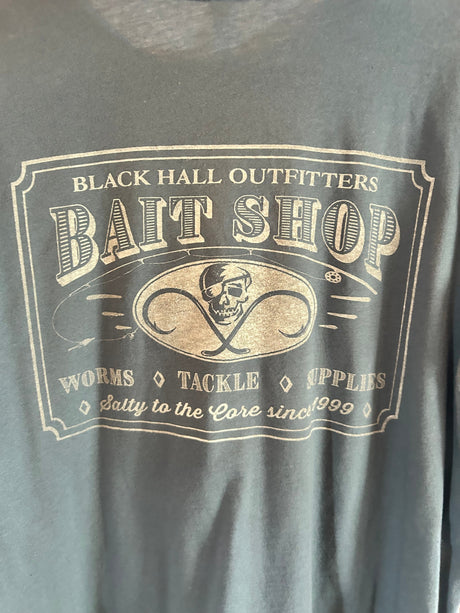 BLACK HALL OUTFITTERS
BAIT SHOP
WORMS ◊ TACKLE ◊ SUPPLIES
◊ Salty to the Core since 1999 ◊